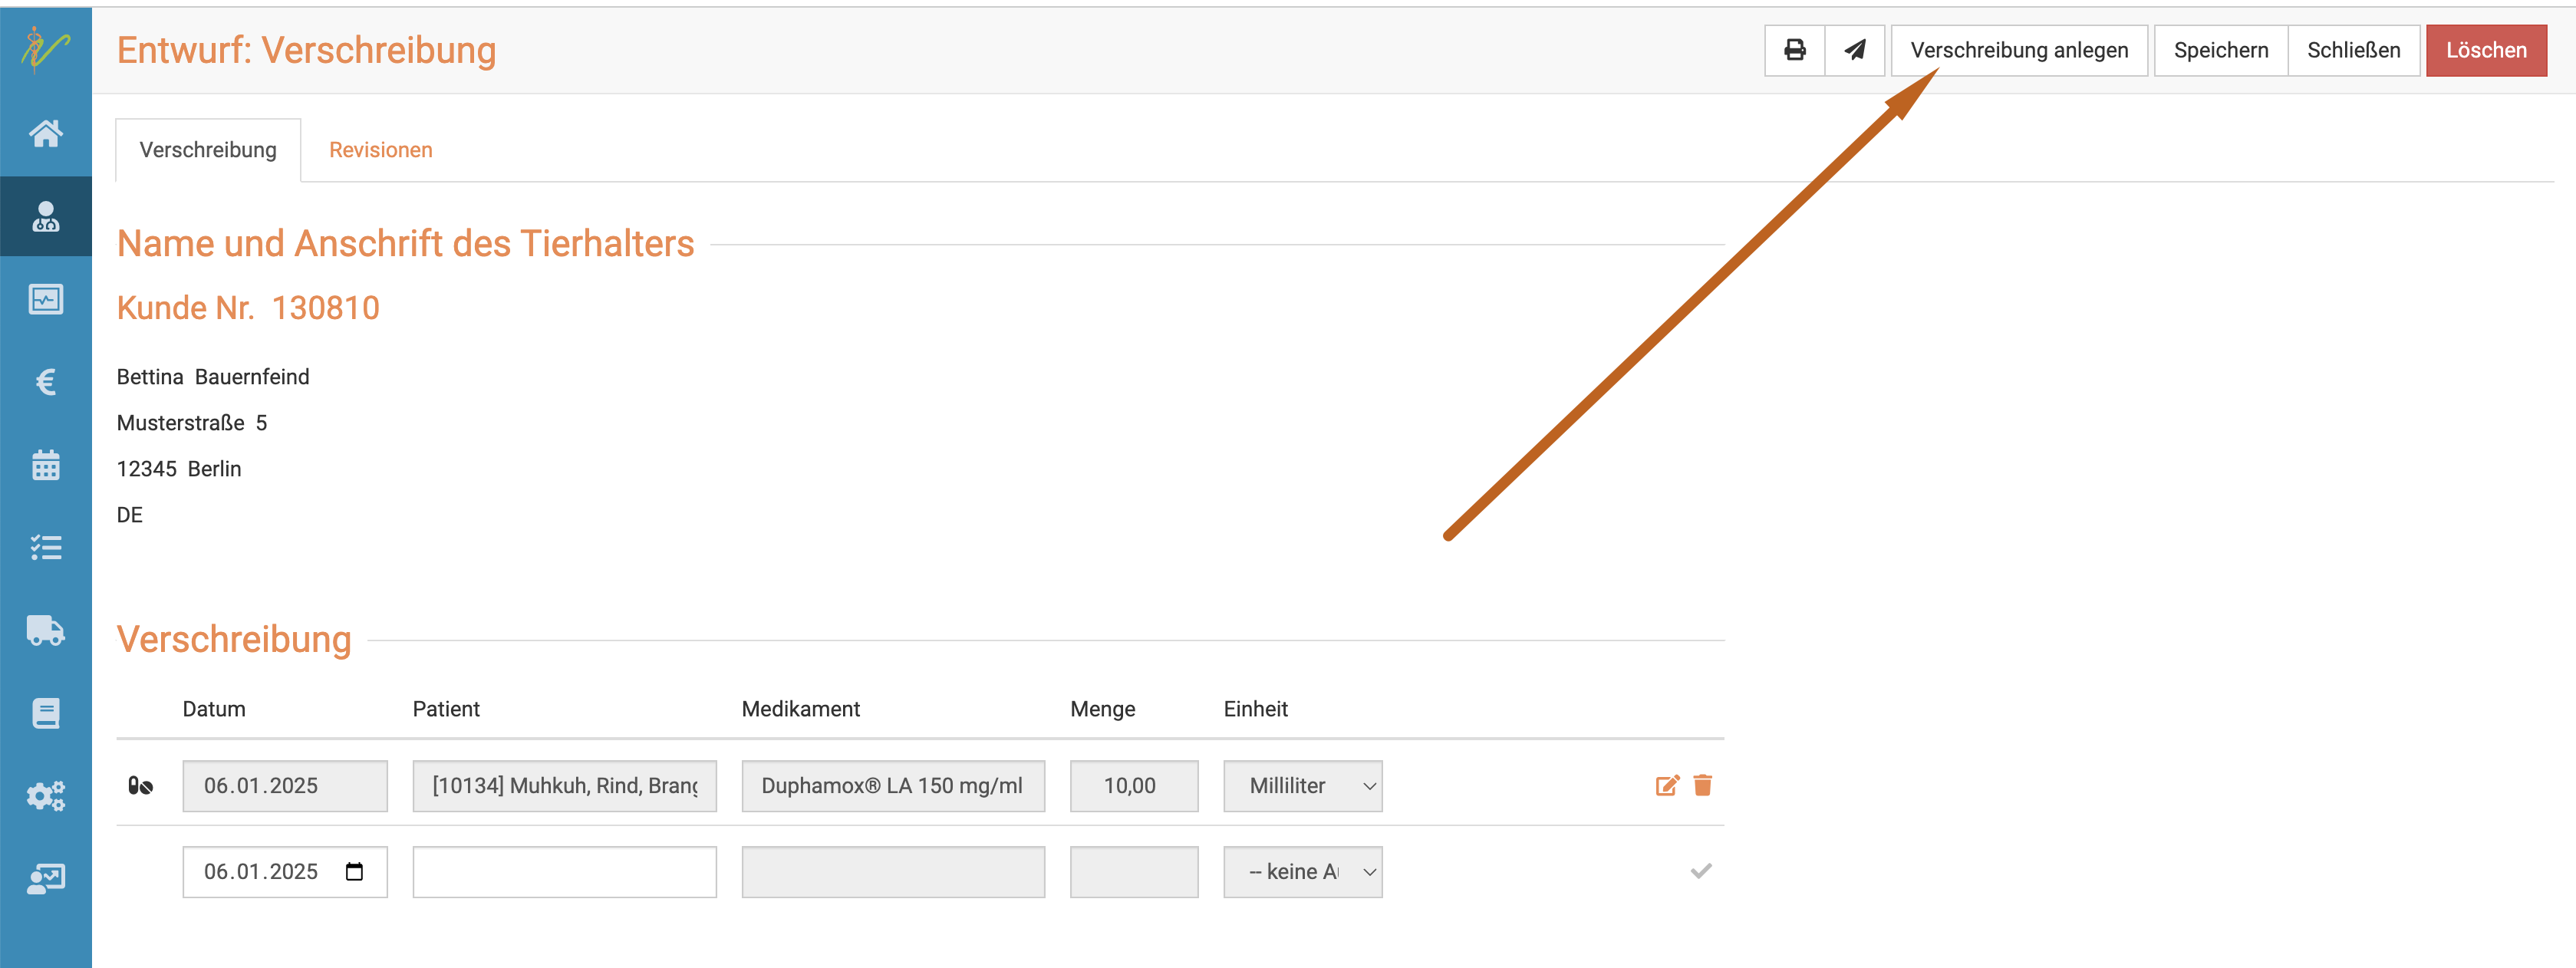 Entwurf: Verschreibung
Verschreibung anlegen
Speichern
Schließen
Löschen
Verschreibung
Revisionen
Name und Anschrift des Tierhalters
Kunde Nr. 130810
Bettina Bauernfeind
Musterstraße 5
12345 Berlin
DE
Verschreibung
Datum Patient Medikament Menge Einheit
06.01.2025 [10134] Muhkuh, Rind, Duphamox® LA 150 mg/ml 10,00 Milliliter
06.01.2025 -- keine